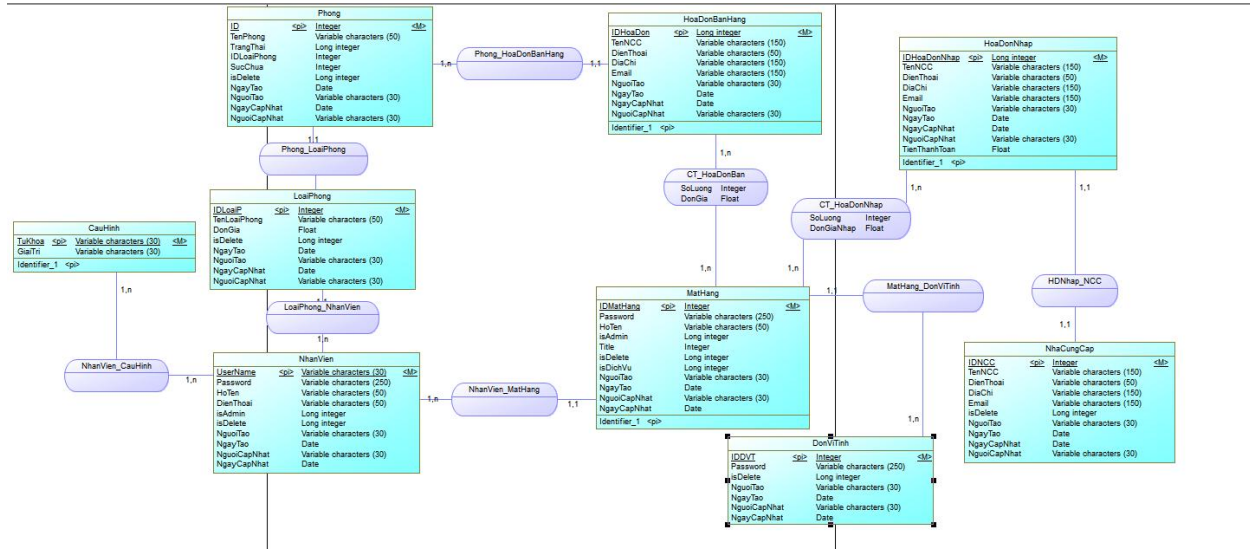 Phong
ID <pi> Integer <M>
TenPhong Variable characters (50)
TrangThai Long integer
IDLoaiPhong Integer
SucChua Integer
isDelete Long integer
NgayTao Date
NguoiTao Variable characters (30)
NgayCapNhat Date
NguoiCapNhat Variable characters (30)
1,n
Phong_HoaDonBanHang
1,1
HoaDonBanHang
IDHoaDon <pi> Long integer <M>
TenNCC Variable characters (150)
DienThoai Variable characters (50)
DiaChi Variable characters (150)
Email Variable characters (150)
NguoiTao Variable characters (30)
NgayTao Date
NgayCapNhat Date
NguoiCapNhat Variable characters (30)
Identifier_1 <pi>
HoaDonNhap
IDHoaDonNhap <pi> Long integer <M>
TenNCC Variable characters (150)
DienThoai Variable characters (50)
DiaChi Variable characters (150)
Email Variable characters (150)
NguoiTao Variable characters (30)
NgayTao Date
NgayCapNhat Date
NguoiCapNhat Variable characters (30)
TienThanhToan Float
Identifier_1 <pi>
1,1
Phong_LoaiPhong
1,n
CT_HoaDonBan
SoLuong Integer
DonGia Float
1,n
1,n
CT_HoaDonNhap
SoLuong Integer
DonGiaNhap Float
1,n
1,1
HDNhap_NCC
1,1
LoaiPhong
IDLoaiP <pi> Integer <M>
TenLoaiPhong Variable characters (50)
DonGia Float
isDelete Long integer
NgayTao Date
NguoiTao Variable characters (30)
NgayCapNhat Date
NguoiCapNhat Variable characters (30)
CauHinh
TuKhoa <pi> Variable characters (30) <M>
GiaiTri Variable characters (30)
Identifier_1 <pi>
1,n
LoaiPhong_NhanVien
1,n
NhanVien_CauHinh
1,n
NhanVien
UserName <pi> Variable characters (30) <M>
Password Variable characters (250)
HoTen Variable characters (50)
DienThoai Variable characters (50)
isAdmin Long integer
isDelete Long integer
NguoiTao Variable characters (30)
NgayTao Date
NguoiCapNhat Variable characters (30)
NgayCapNhat Date
1,n
NhanVien_MatHang
1,1
MatHang
IDMatHang <pi> Integer <M>
Password Variable characters (250)
HoTen Variable characters (50)
isAdmin Long integer
Title Integer
isDelete Long integer
isDichVu Long integer
NguoiTao Variable characters (30)
NgayTao Date
NguoiCapNhat Variable characters (30)
NgayCapNhat Date
Identifier_1 <pi>
1,1
MatHang_DonViTinh
1,n
NhaCungCap
IDNCC <pi> Integer <M>
TenNCC Variable characters (150)
DienThoai Variable characters (50)
DiaChi Variable characters (150)
Email Variable characters (150)
isDelete Long integer
NguoiTao Variable characters (30)
NgayTao Date
NgayCapNhat Date
NguoiCapNhat Variable characters (30)
DonViTinh
IDDVT <pi> Integer <M>
Password Variable characters (250)
isDelete Long integer
NguoiTao Variable characters (30)
NgayTao Date
NguoiCapNhat Variable characters (30)
NgayCapNhat Date